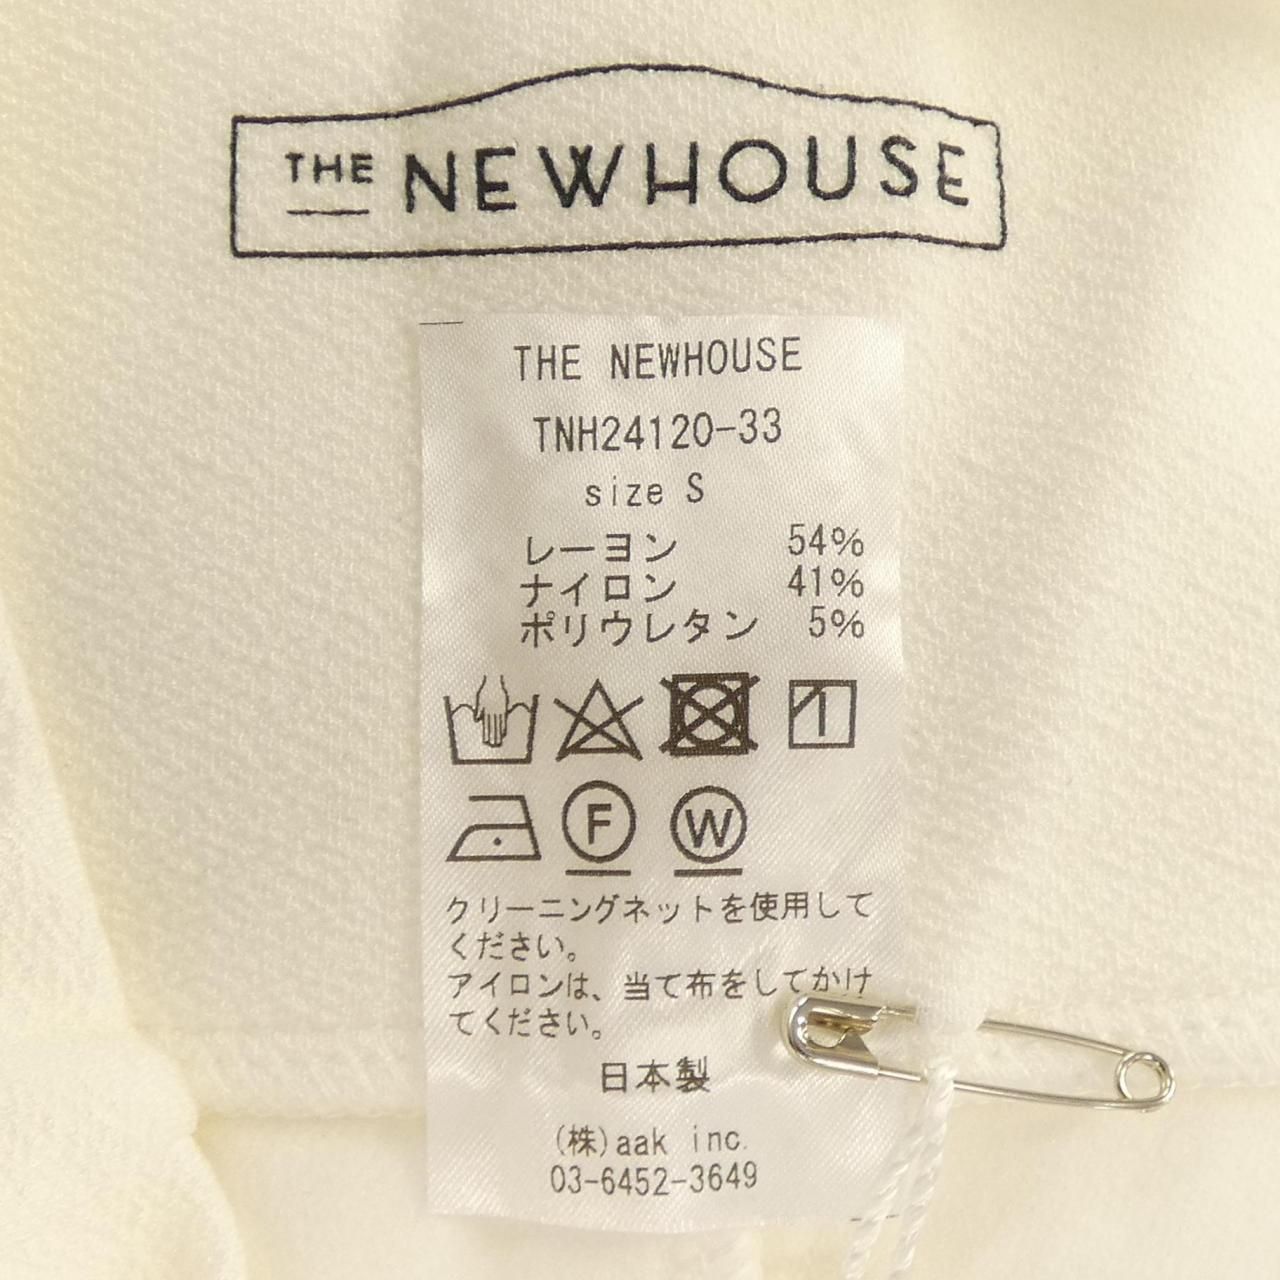 THE NEWHOUSE
THE NEWHOUSE
TNH24120-33
size S
レーヨン 54%
ナイロン 41%
ポリウレタン 5%
F W
クリーニングネットを使用して
ください。
アイロンは、当て布をしてかけ
てください。
日本製
(株)aak inc.
03-6452-3649